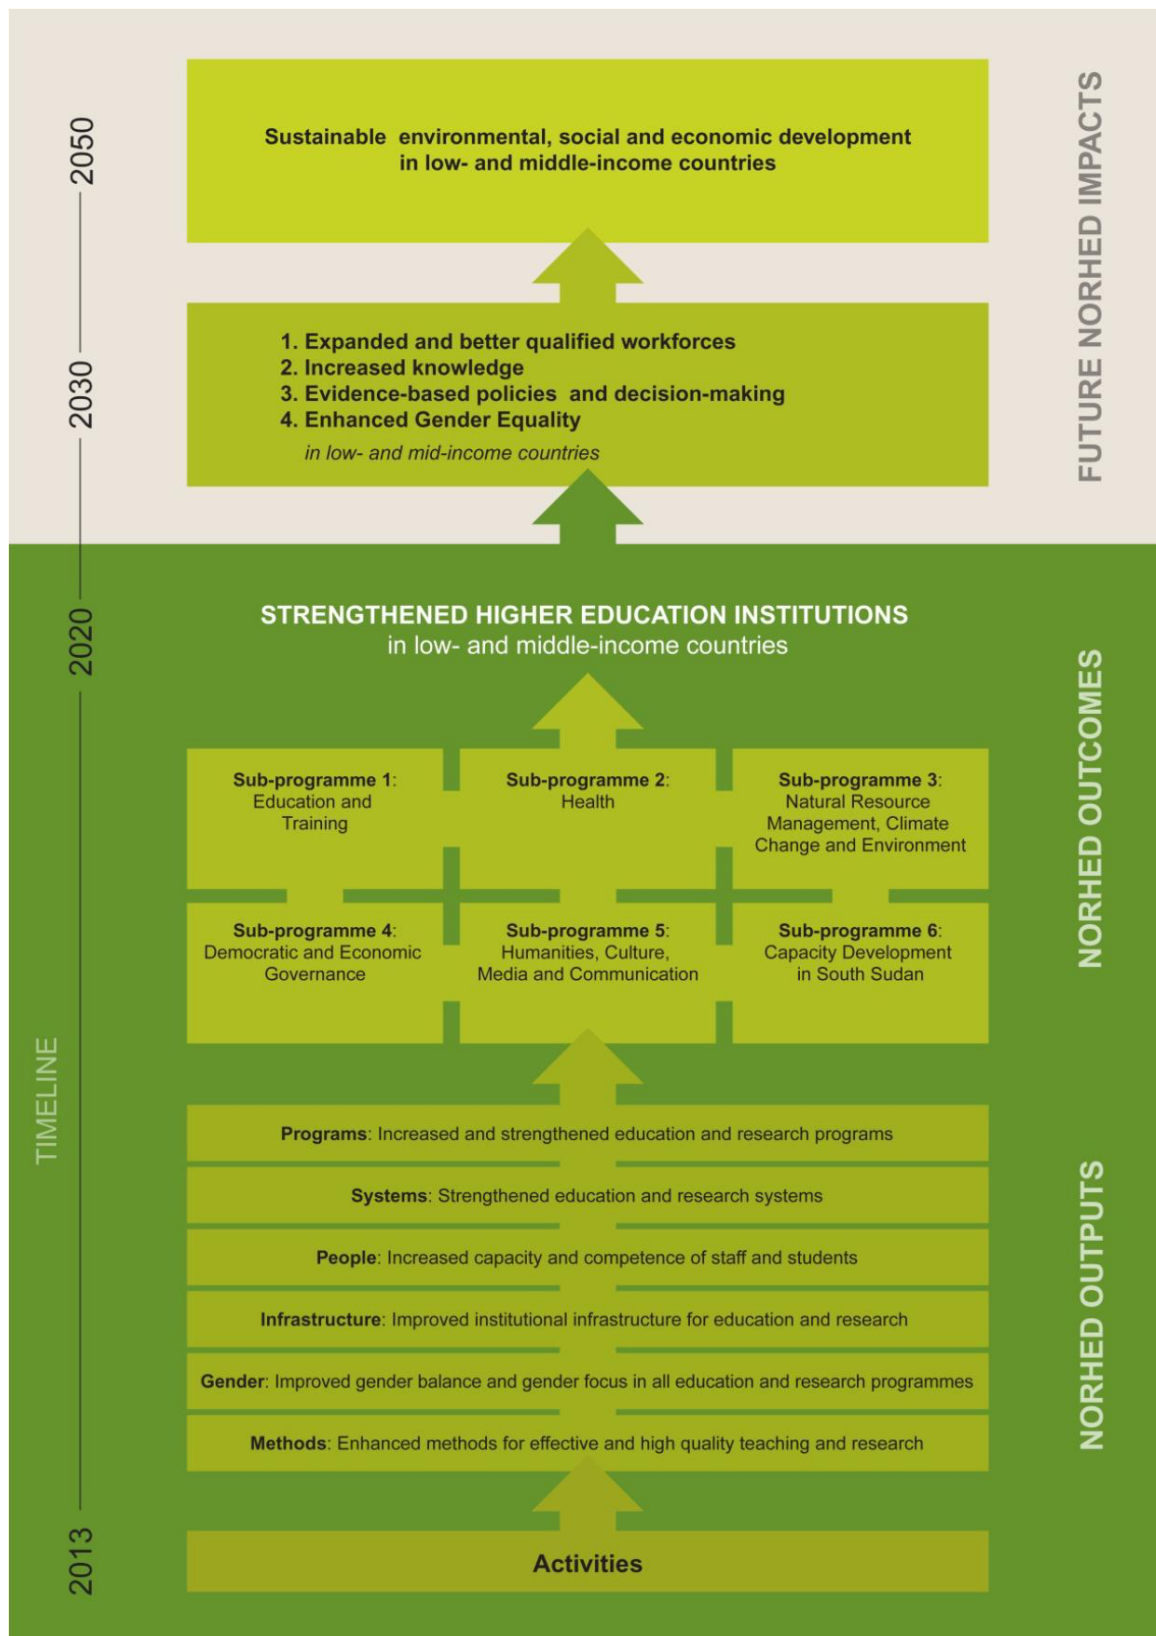 Sustainable environmental, social and economic development
in low- and middle-income countries
1. Expanded and better qualified workforces
2. Increased knowledge
3. Evidence-based policies and decision-making
4. Enhanced Gender Equality
in low- and mid-income countries
STRENGTHENED HIGHER EDUCATION INSTITUTIONS
in low- and middle-income countries
Sub-programme 1:
Education and
Training
Sub-programme 2:
Health
Sub-programme 3:
Natural Resource
Management, Climate
Change and Environment
Sub-programme 4:
Democratic and Economic
Governance
Sub-programme 5:
Humanities, Culture,
Media and Communication
Sub-programme 6:
Capacity Development
in South Sudan
Programs: Increased and strengthened education and research programs
Systems: Strengthened education and research systems
People: Increased capacity and competence of staff and students
Infrastructure: Improved institutional infrastructure for education and research
Gender: Improved gender balance and gender focus in all education and research programmes
Methods: Enhanced methods for effective and high quality teaching and research
Activities
TIMELINE
2050
2030
2020
2013
FUTURE NORHED IMPACTS
NORHED OUTCOMES
NORHED OUTPUTS